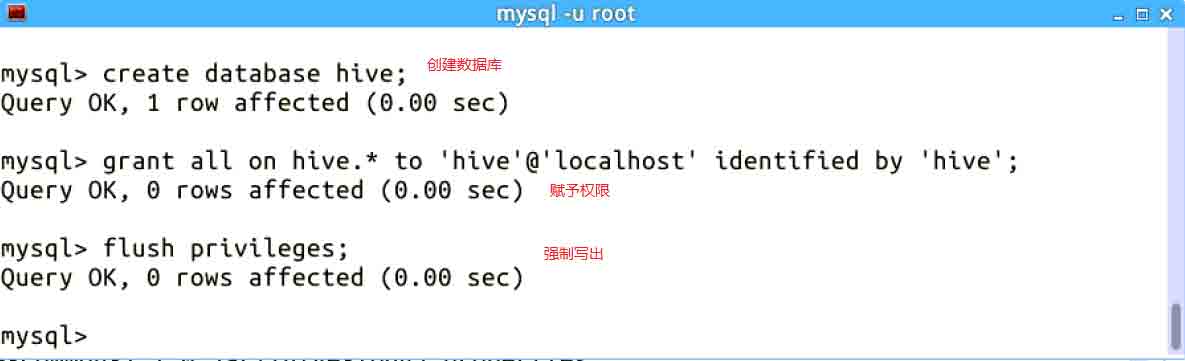 mysql -u root
mysql> create database hive; 创建数据库
Query OK, 1 row affected (0.00 sec)
mysql> grant all on hive.* to 'hive'@'localhost' identified by 'hive';
Query OK, 0 rows affected (0.00 sec) 赋予权限
mysql> flush privileges; 强制写出
Query OK, 0 rows affected (0.00 sec)
mysql>